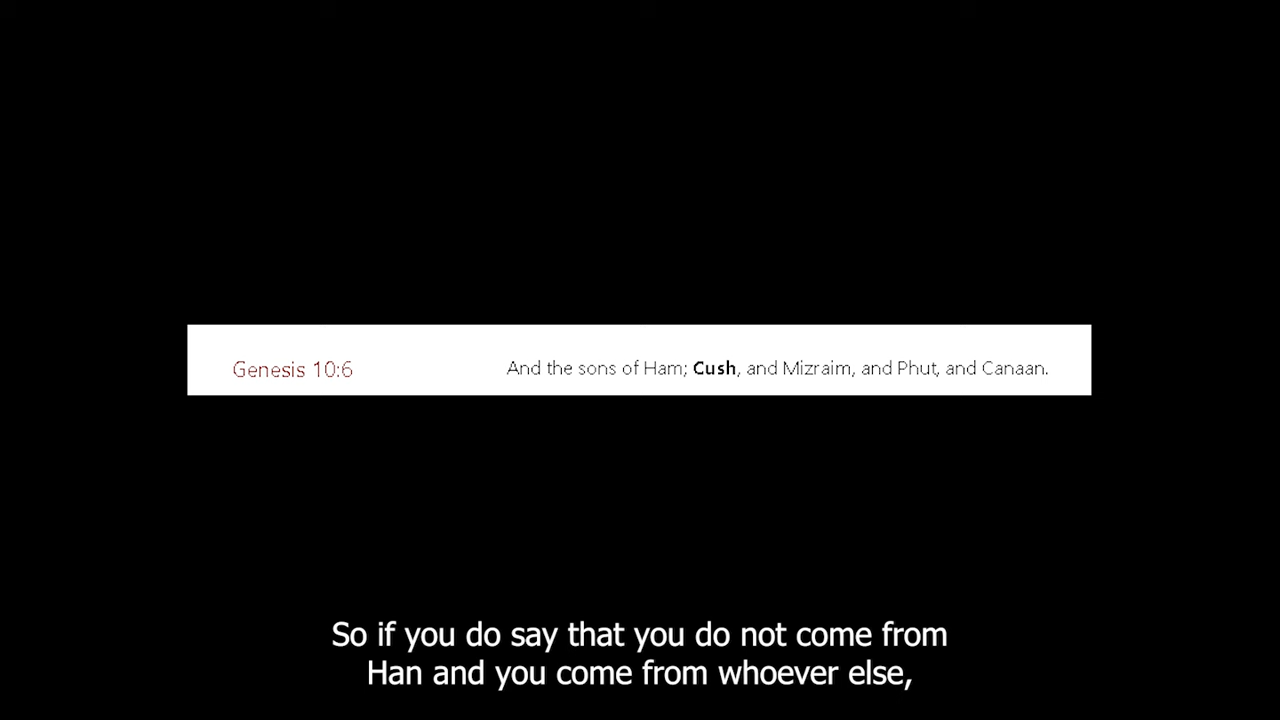 Genesis 10:6 And the sons of Ham; Cush, and Mizraim, and Phut, and Canaan.
So if you do say that you do not come from
Han and you come from whoever else,